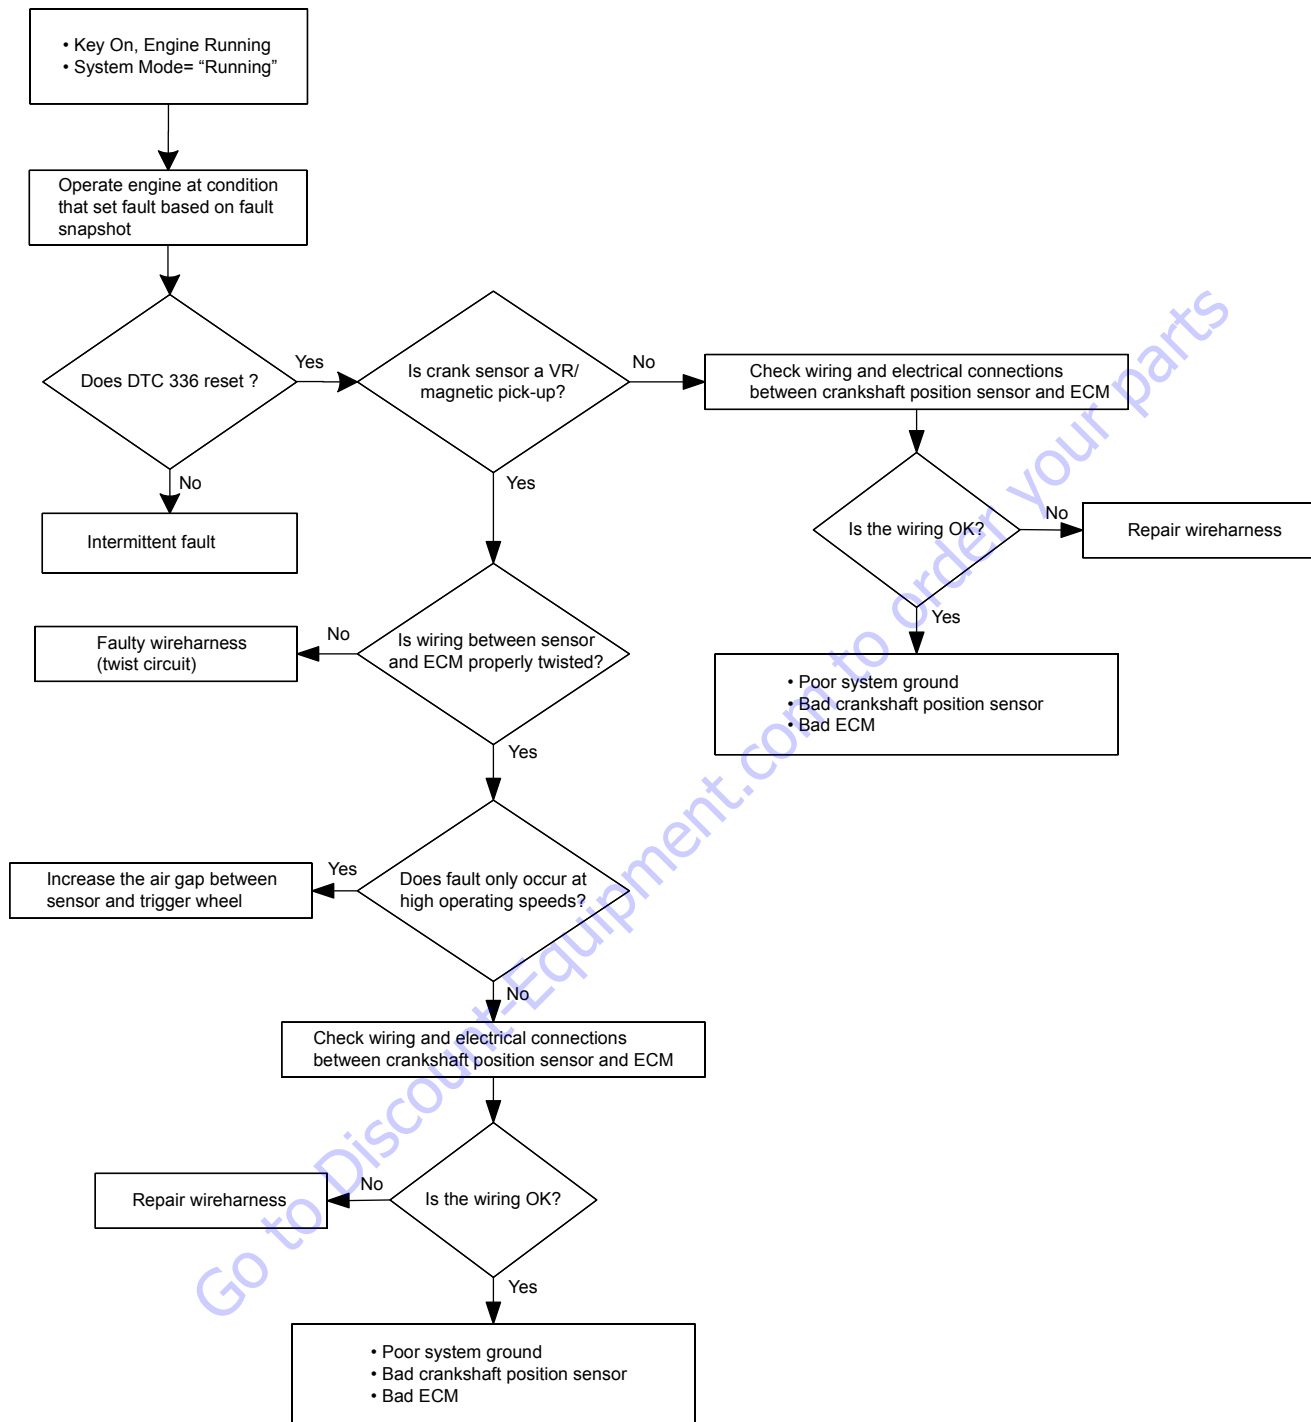 • Key On, Engine Running
• System Mode= “Running”
Operate engine at condition
that set fault based on fault
snapshot
Does DTC 336 reset ?
Yes
No
Intermittent fault
Is crank sensor a VR/
magnetic pick-up?
No
Yes
Check wiring and electrical connections
between crankshaft position sensor and ECM
Is the wiring OK?
No
Repair wireharness
Yes
• Poor system ground
• Bad crankshaft position sensor
• Bad ECM
Is wiring between sensor
and ECM properly twisted?
No
Faulty wireharness
(twist circuit)
Yes
Does fault only occur at
high operating speeds?
Yes
Increase the air gap between
sensor and trigger wheel
No
Check wiring and electrical connections
between crankshaft position sensor and ECM
Is the wiring OK?
No
Repair wireharness
Yes
• Poor system ground
• Bad crankshaft position sensor
• Bad ECM
Go to Discount-Equipment.com to order your parts